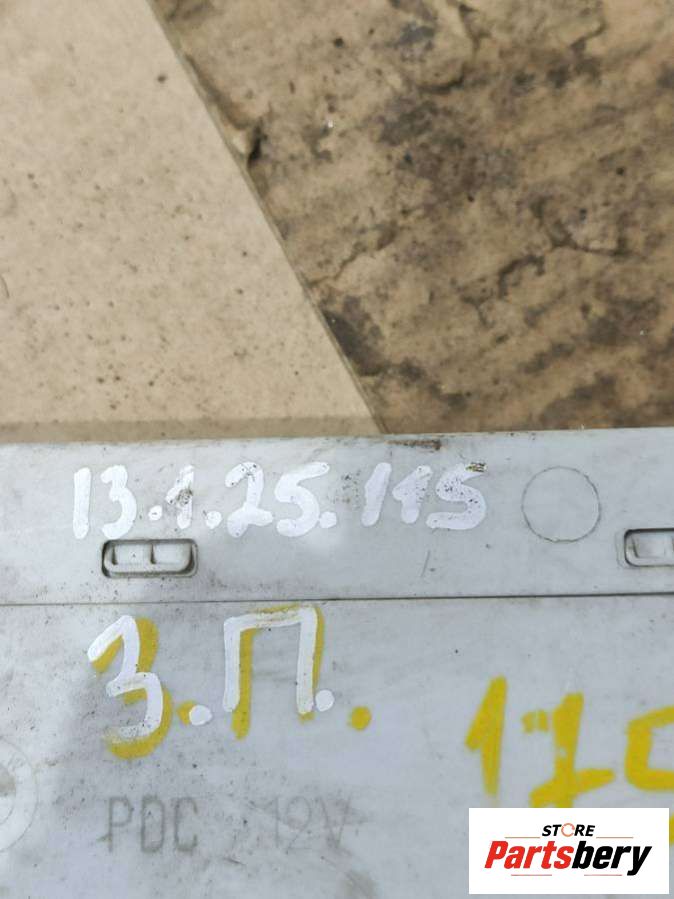 13.1.25.115
З.П.
PDC 12V
STORE
Partsbery